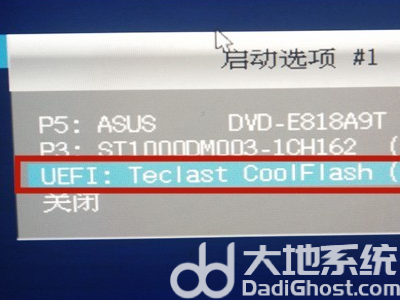 启动选项 #1
P5: ASUS DVD-E818A9T
P3: ST1000DM003-1CH162 (
UEFI: Teclast CoolFlash (
关闭
大地系统
DadiGhost.com